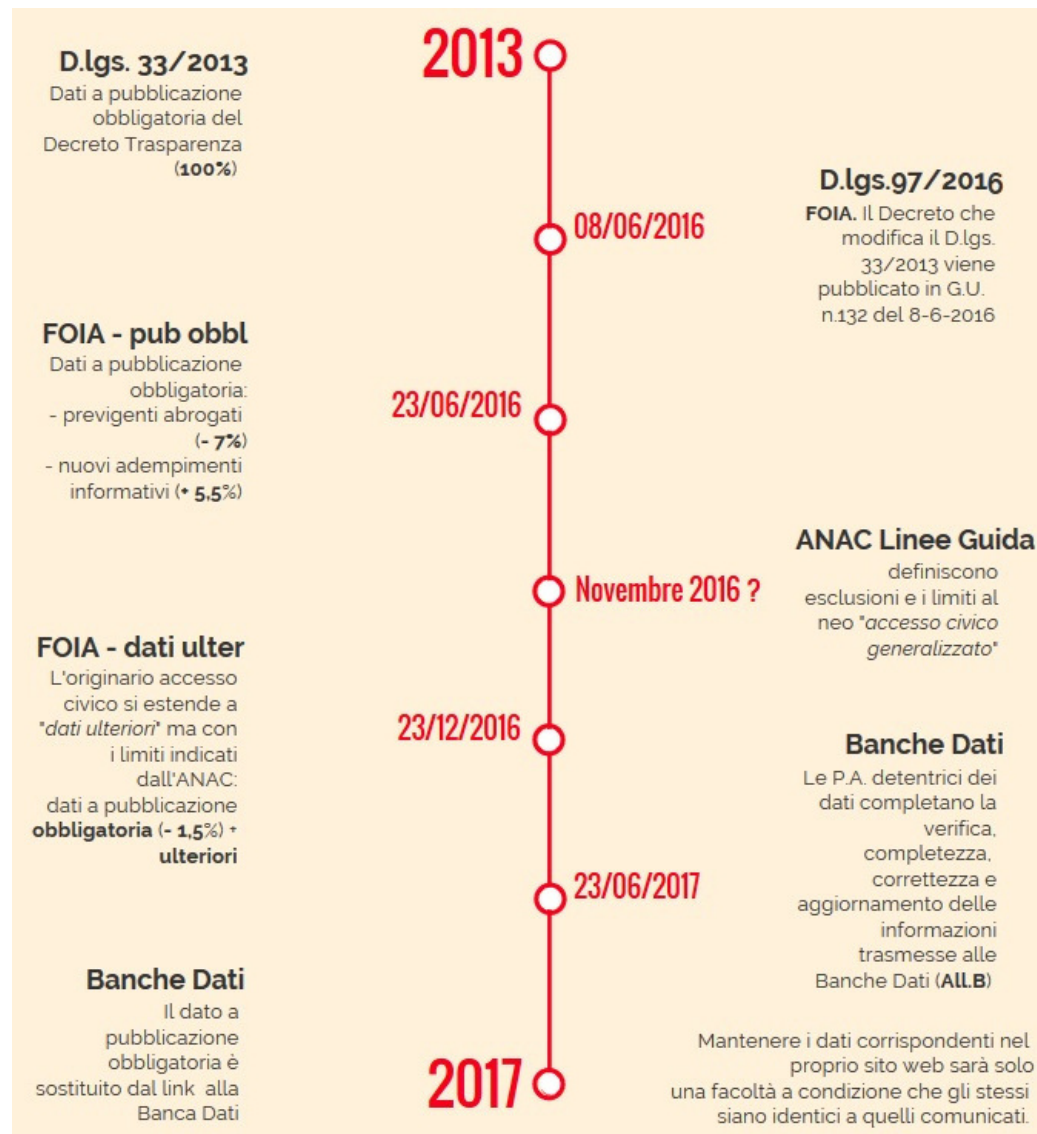 2013
D.lgs. 33/2013
Dati a pubblicazione
obbligatoria del
Decreto Trasparenza
(100%)
08/06/2016
D.lgs.97/2016
FOIA. Il Decreto che
modifica il D.lgs.
33/2013 viene
pubblicato in G.U.
n.132 del 8-6-2016
23/06/2016
FOIA - pub obbl
Dati a pubblicazione
obbligatoria:
- previgenti abrogati
(- 7%)
- nuovi adempimenti
informativi (+ 5,5%)
Novembre 2016 ?
ANAC Linee Guida
definiscono
esclusioni e i limiti al
neo "accesso civico
generalizzato"
23/12/2016
FOIA - dati ulter
L'originario accesso
civico si estende a
"dati ulteriori" ma con
i limiti indicati
dall'ANAC:
dati a pubblicazione
obbligatoria (- 1,5%) +
ulteriori
23/06/2017
Banche Dati
Le P.A. detentrici dei
dati completano la
verifica,
completezza,
correttezza e
aggiornamento delle
informazioni
trasmesse alle
Banche Dati (All.B)
2017
Banche Dati
Il dato a
pubblicazione
obbligatoria è
sostituito dal link alla
Banca Dati
Mantenere i dati corrispondenti nel
proprio sito web sarà solo
una facoltà a condizione che gli stessi
siano identici a quelli comunicati.